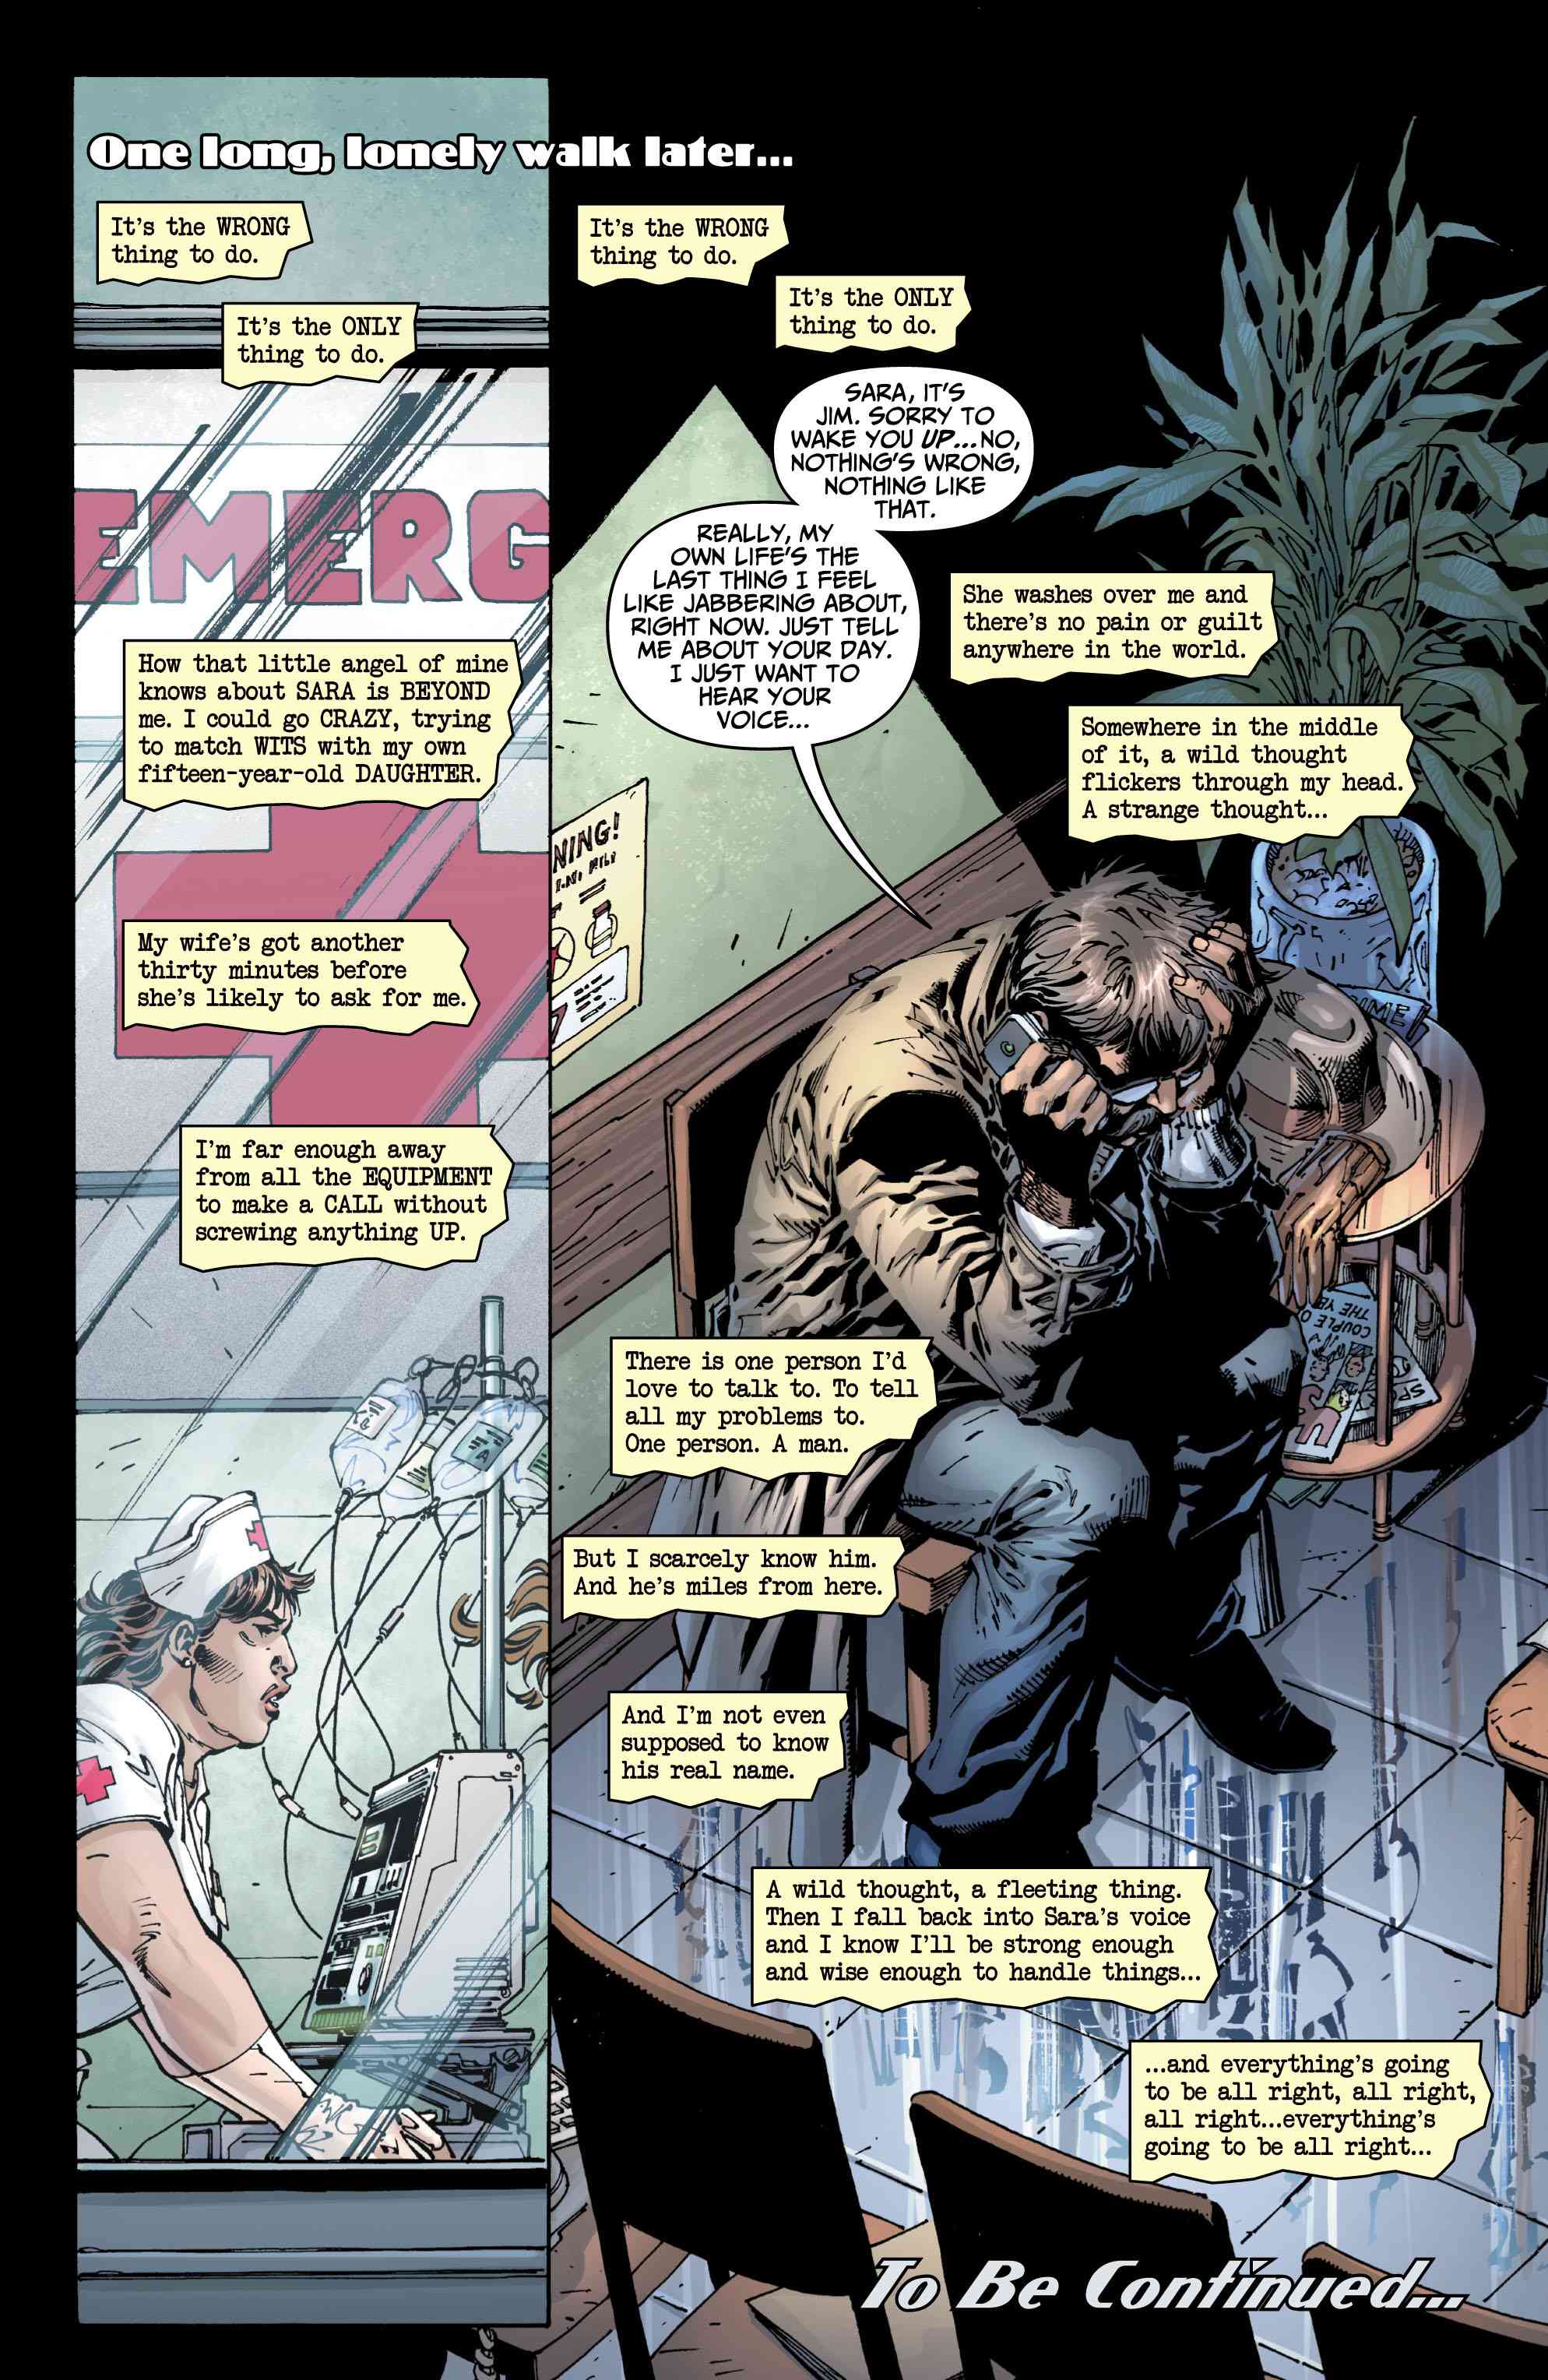 One long, lonely walk later...
It's the WRONG
thing to do.
It's the ONLY
thing to do.
EMERG
How that little angel of mine
knows about SARA is BEYOND
me. I could go CRAZY, trying
to match WITS with my own
fifteen-year-old DAUGHTER.
My wife's got another
thirty minutes before
she's likely to ask for me.
I'm far enough away
from all the EQUIPMENT
to make a CALL without
screwing anything UP.
It's the WRONG
thing to do.
It's the ONLY
thing to do.
SARA, IT'S
JIM. SORRY TO
WAKE YOU UP...NO,
NOTHING'S WRONG,
NOTHING LIKE
THAT.
REALLY, MY
OWN LIFE'S THE
LAST THING I FEEL
LIKE JABBERING ABOUT,
RIGHT NOW. JUST TELL
ME ABOUT YOUR DAY.
I JUST WANT TO
HEAR YOUR
VOICE...
She washes over me and
there's no pain or guilt
anywhere in the world.
Somewhere in the middle
of it, a wild thought
flickers through my head.
A strange thought...
NING!
IME
COUPLE O
THE YE
SPO
There is one person I'd
love to talk to. To tell
all my problems to.
One person. A man.
But I scarcely know him.
And he's miles from here.
And I'm not even
supposed to know
his real name.
A wild thought, a fleeting thing.
Then I fall back into Sara's voice
and I know I'll be strong enough
and wise enough to handle things...
...and everything's going
to be all right, all right,
all right...everything's
going to be all right...
To Be Continued...